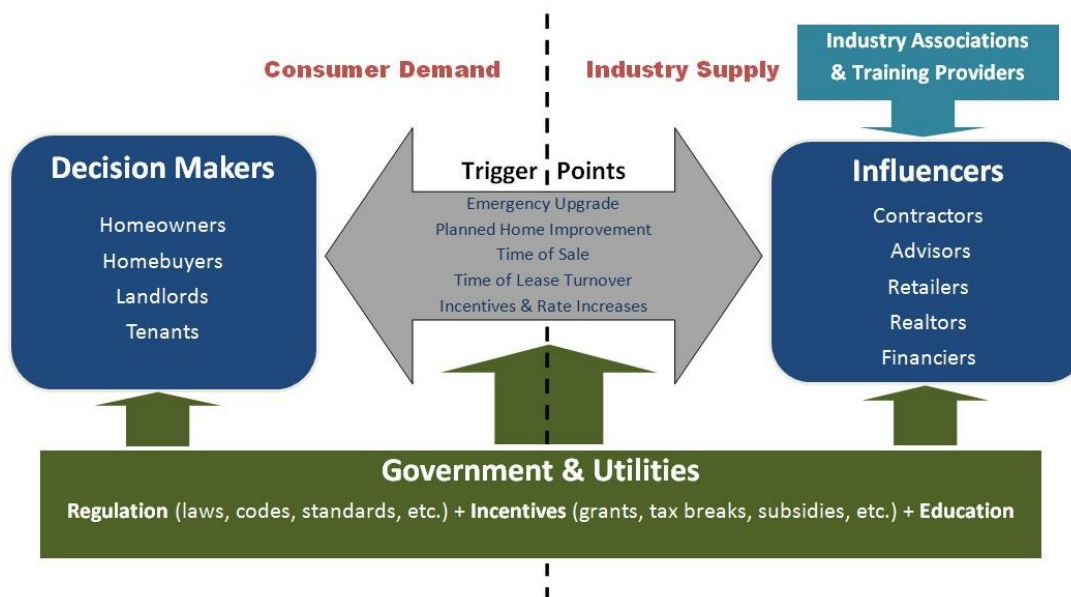 Consumer Demand
Industry Supply
Industry Associations
& Training Providers
Decision Makers
Homeowners
Homebuyers
Landlords
Tenants
Trigger Points
Emergency Upgrade
Planned Home Improvement
Time of Sale
Time of Lease Turnover
Incentives & Rate Increases
Influencers
Contractors
Advisors
Retailers
Realtors
Financiers
Government & Utilities
Regulation (laws, codes, standards, etc.) + Incentives (grants, tax breaks, subsidies, etc.) + Education